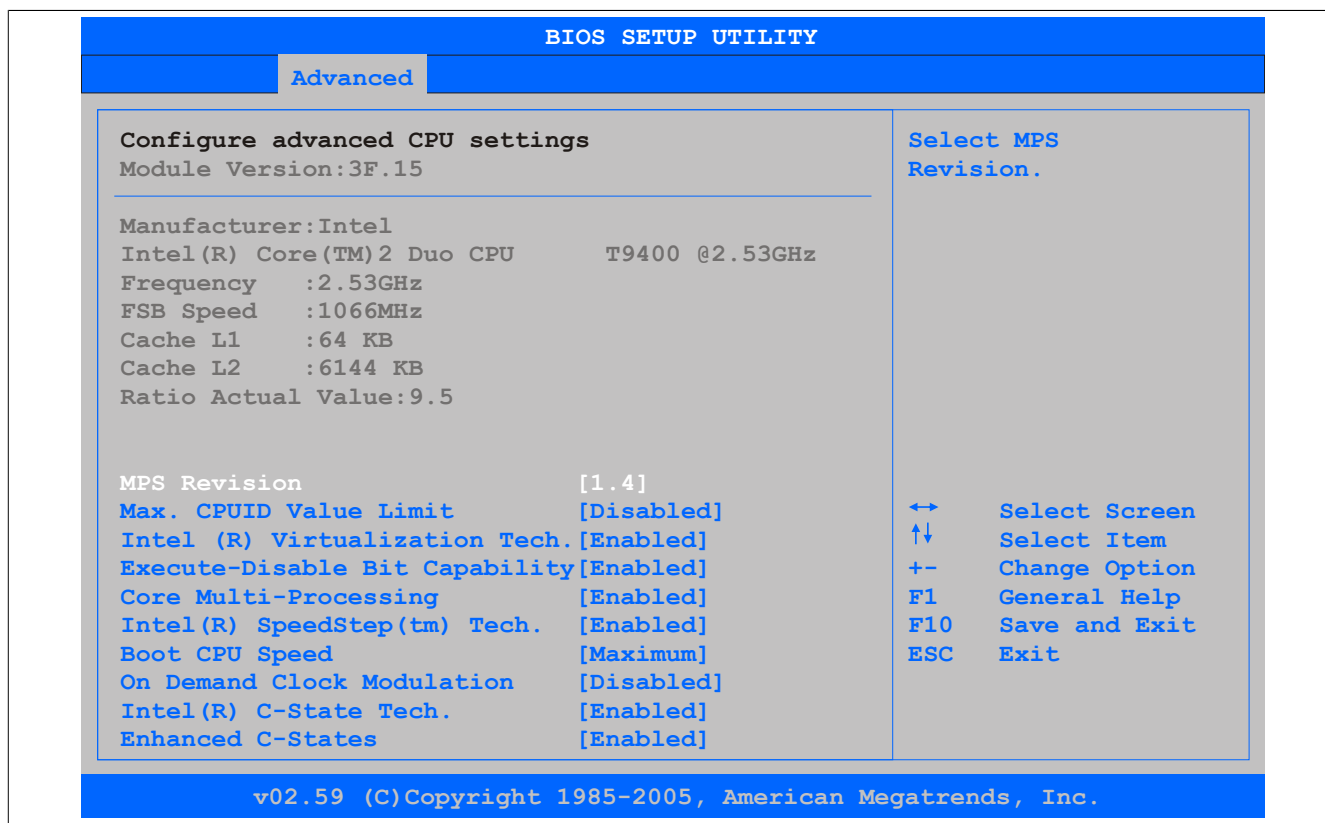 BIOS SETUP UTILITY
Advanced
Configure advanced CPU settings
Module Version:3F.15
Manufacturer:Intel
Intel(R) Core(TM)2 Duo CPU T9400 @2.53GHz
Frequency :2.53GHz
FSB Speed :1066MHz
Cache L1 :64 KB
Cache L2 :6144 KB
Ratio Actual Value:9.5
MPS Revision [1.4]
Max. CPUID Value Limit [Disabled]
Intel (R) Virtualization Tech.[Enabled]
Execute-Disable Bit Capability[Enabled]
Core Multi-Processing [Enabled]
Intel(R) SpeedStep(tm) Tech. [Enabled]
Boot CPU Speed [Maximum]
On Demand Clock Modulation [Disabled]
Intel(R) C-State Tech. [Enabled]
Enhanced C-States [Enabled]
Select MPS
Revision.
↔ Select Screen
↑↓ Select Item
+- Change Option
F1 General Help
F10 Save and Exit
ESC Exit
v02.59 (C)Copyright 1985-2005, American Megatrends, Inc.